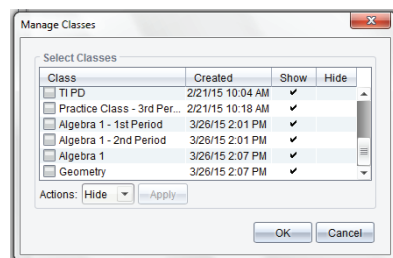 Manage Classes
Select Classes
Class Created Show Hide
TI PD 2/21/15 10:04 AM ✔
Practice Class - 3rd Per... 2/21/15 10:18 AM ✔
Algebra 1 - 1st Period 3/26/15 2:01 PM ✔
Algebra 1 - 2nd Period 3/26/15 2:01 PM ✔
Algebra 1 3/26/15 2:07 PM ✔
Geometry 3/26/15 2:07 PM ✔
Actions: Hide Apply
OK Cancel